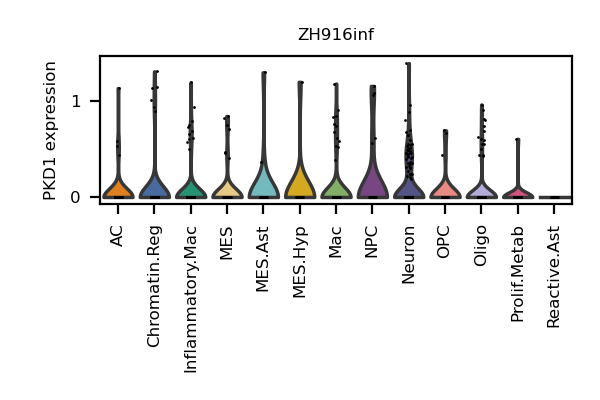 ZH916inf
PKD1 expression
1
0
AC
Chromatin.Reg
Inflammatory.Mac
MES
MES.Ast
MES.Hyp
Mac
NPC
Neuron
OPC
Oligo
Prolif.Metab
Reactive.Ast